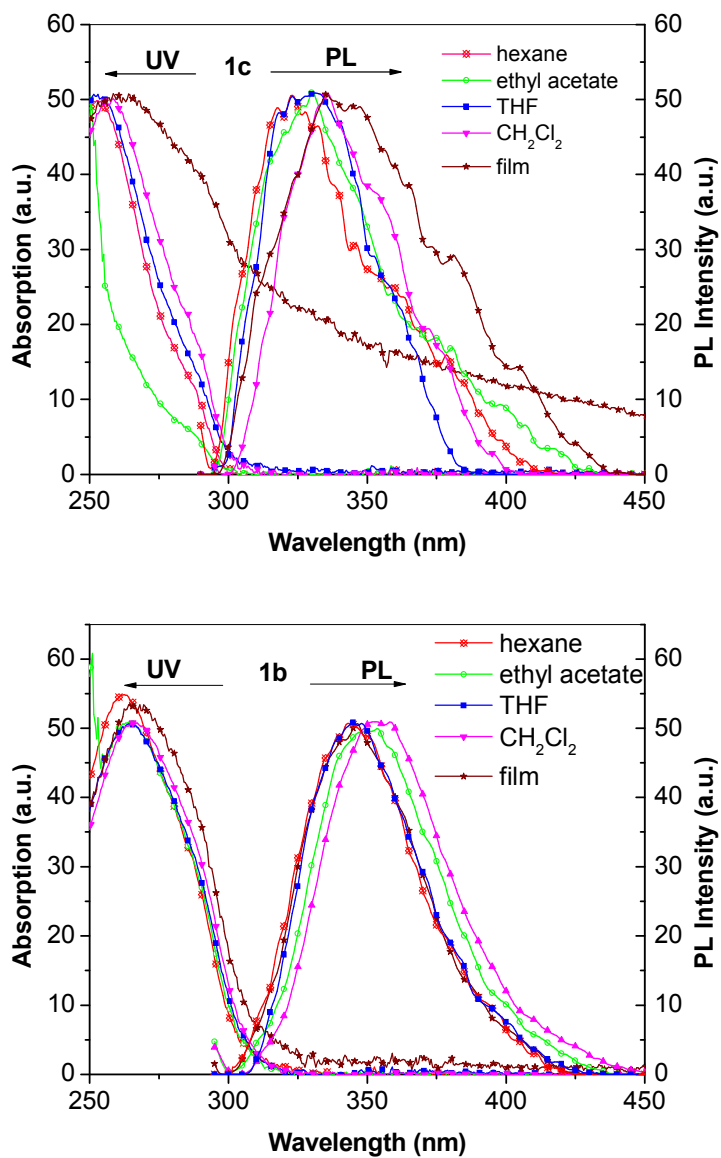 60
50
40
30
20
10
0
Absorption (a.u.)
UV 1c PL
hexane
ethyl acetate
THF
CH₂Cl₂
film
60
50
40
30
20
10
0
PL Intensity (a.u.)
250 300 350 400 450
Wavelength (nm)
60
50
40
30
20
10
0
Absorption (a.u.)
UV 1b PL
hexane
ethyl acetate
THF
CH₂Cl₂
film
60
50
40
30
20
10
0
PL Intensity (a.u.)
250 300 350 400 450
Wavelength (nm)